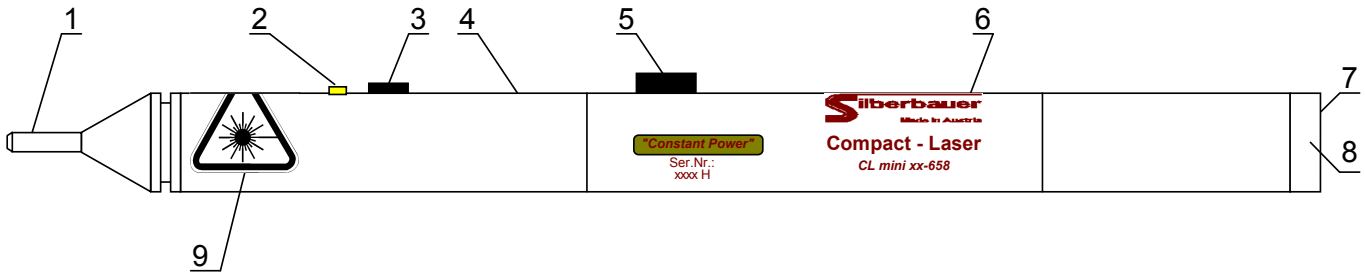 1 2 3 4 5 6 7
Silberbauer
Made in Austria
"Constant Power"
Compact - Laser
Ser.Nr.:
CL mini xx-658
xxxx H
8
9